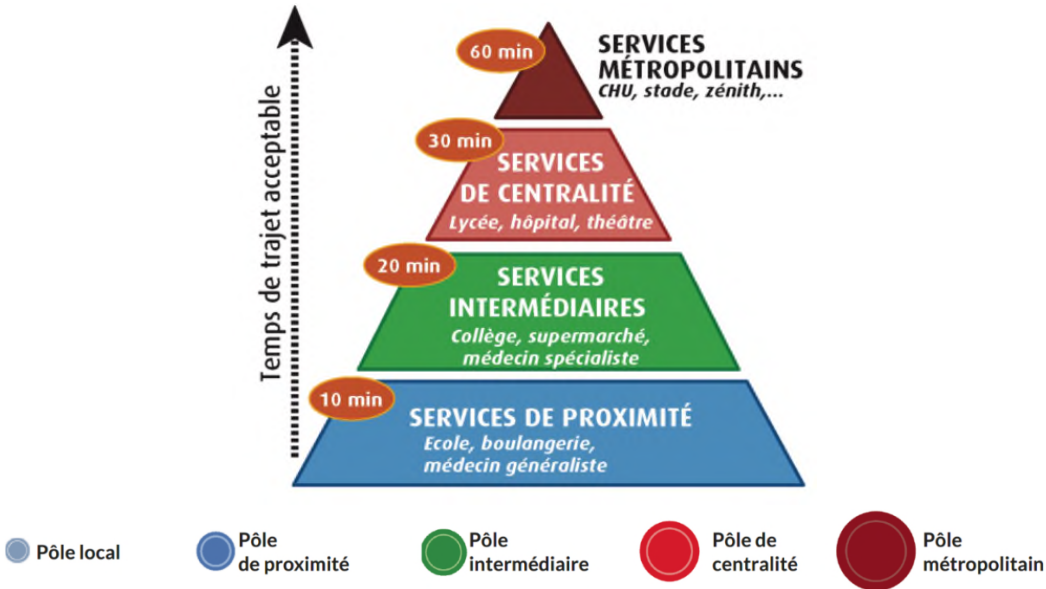 Temps de trajet acceptable
60 min
SERVICES
MÉTROPOLITAINS
CHU, stade, zénith,...
30 min
SERVICES
DE CENTRALITÉ
Lycée, hôpital, théâtre
20 min
SERVICES
INTERMÉDIAIRES
Collège, supermarché,
médecin spécialiste
10 min
SERVICES DE PROXIMITÉ
Ecole, boulangerie,
médecin généraliste
Pôle local
Pôle
de proximité
Pôle
intermédiaire
Pôle de
centralité
Pôle
métropolitain